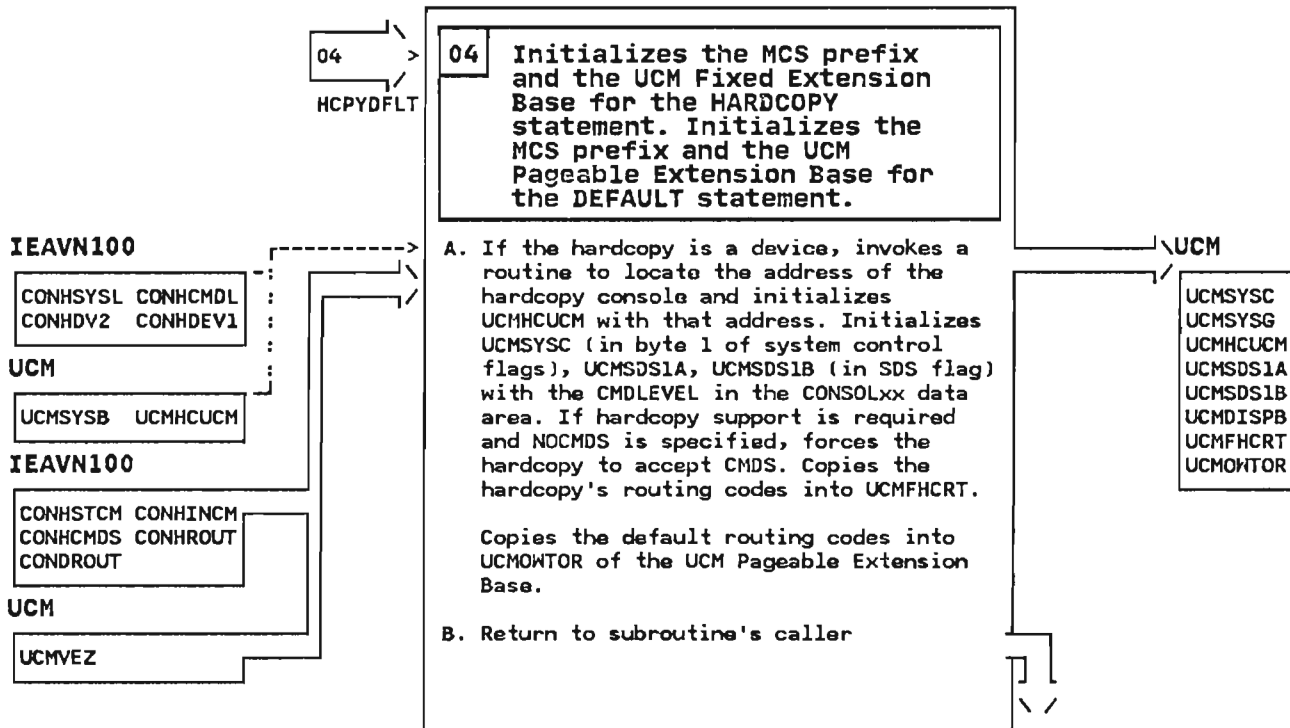 04
HCPYDFLT
04 Initializes the MCS prefix
and the UCM Fixed Extension
Base for the HARDCOPY
statement. Initializes the
MCS prefix and the UCM
Pageable Extension Base for
the DEFAULT statement.
IEAVN100
CONHSYSL CONHCMDL
CONHDV2 CONHDEV1
UCM
UCMSYSB UCMHCUCM
IEAVN100
CONHSTCM CONHINCM
CONHCMDS CONHROUT
CONDROUT
UCM
UCMVEZ
A. If the hardcopy is a device, invokes a
routine to locate the address of the
hardcopy console and initializes
UCMHCUCM with that address. Initializes
UCMSYSC (in byte 1 of system control
flags), UCMSDS1A, UCMSDS1B (in SDS flag)
with the CMDLEVEL in the CONSOLxx data
area. If hardcopy support is required
and NOCMDS is specified, forces the
hardcopy to accept CMDS. Copies the
hardcopy's routing codes into UCMFHCRT.
Copies the default routing codes into
UCMOWTOR of the UCM Pageable Extension
Base.
B. Return to subroutine's caller
UCM
UCMSYSC
UCMSYSG
UCMHCUCM
UCMSDS1A
UCMSDS1B
UCMDISPB
UCMFHCRT
UCMOWTOR